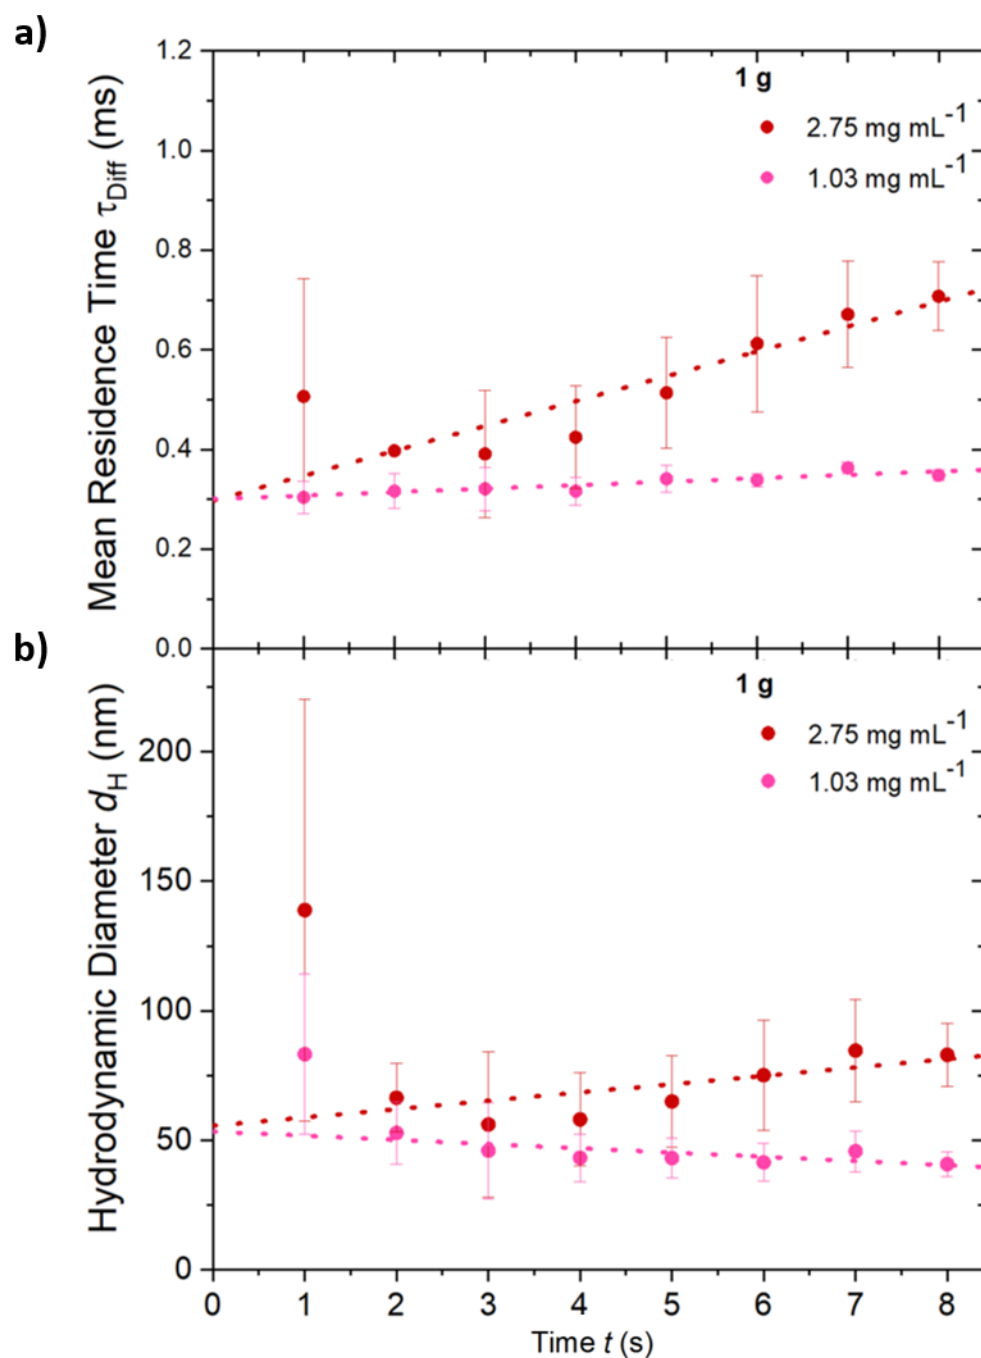 a)
Mean Residence Time τDiff (ms)
1.2
1.0
0.8
0.6
0.4
0.2
0.0
1 g
2.75 mg mL-1
1.03 mg mL-1
b)
Hydrodynamic Diameter dH (nm)
200
150
100
50
0
1 g
2.75 mg mL-1
1.03 mg mL-1
0 1 2 3 4 5 6 7 8
Time t (s)